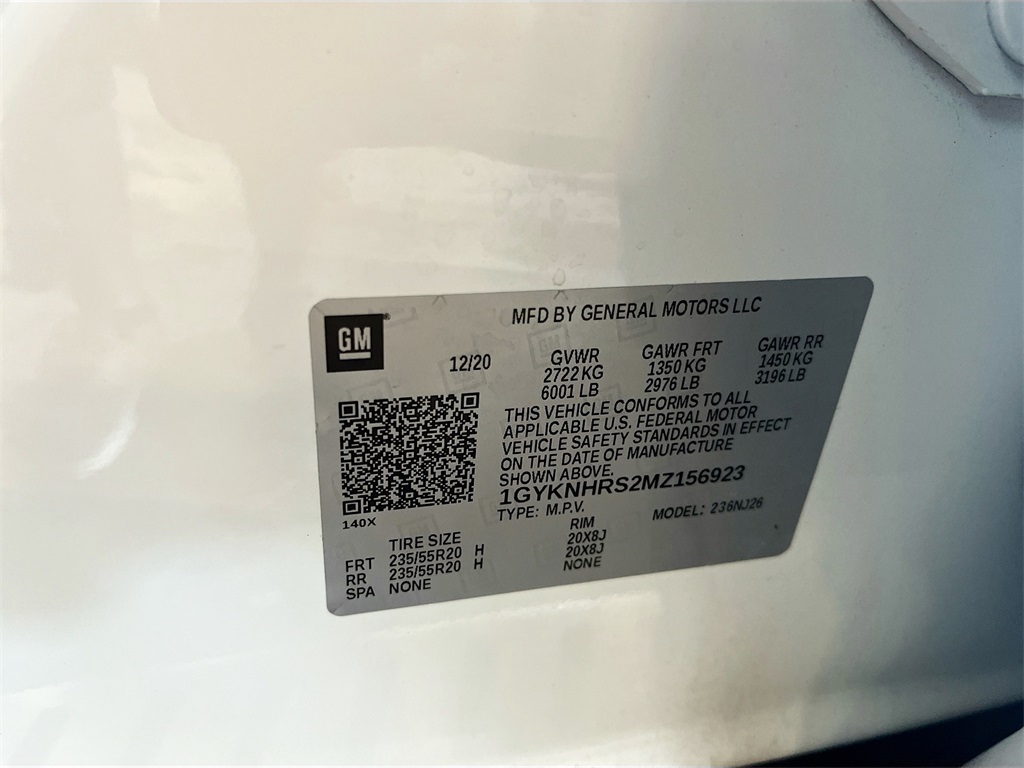 MFD BY GENERAL MOTORS LLC
GM
12/20
GVWR
2722 KG
6001 LB
GAWR FRT
1350 KG
2976 LB
GAWR RR
1450 KG
3196 LB
THIS VEHICLE CONFORMS TO ALL
APPLICABLE U.S. FEDERAL MOTOR
VEHICLE SAFETY STANDARDS IN EFFECT
ON THE DATE OF MANUFACTURE
SHOWN ABOVE.
1GYKNHRS2MZ156923
TYPE: M.P.V. MODEL: 236NJ26
140X
TIRE SIZE RIM
FRT 235/55R20 H 20X8J
RR 235/55R20 H 20X8J
SPA NONE NONE